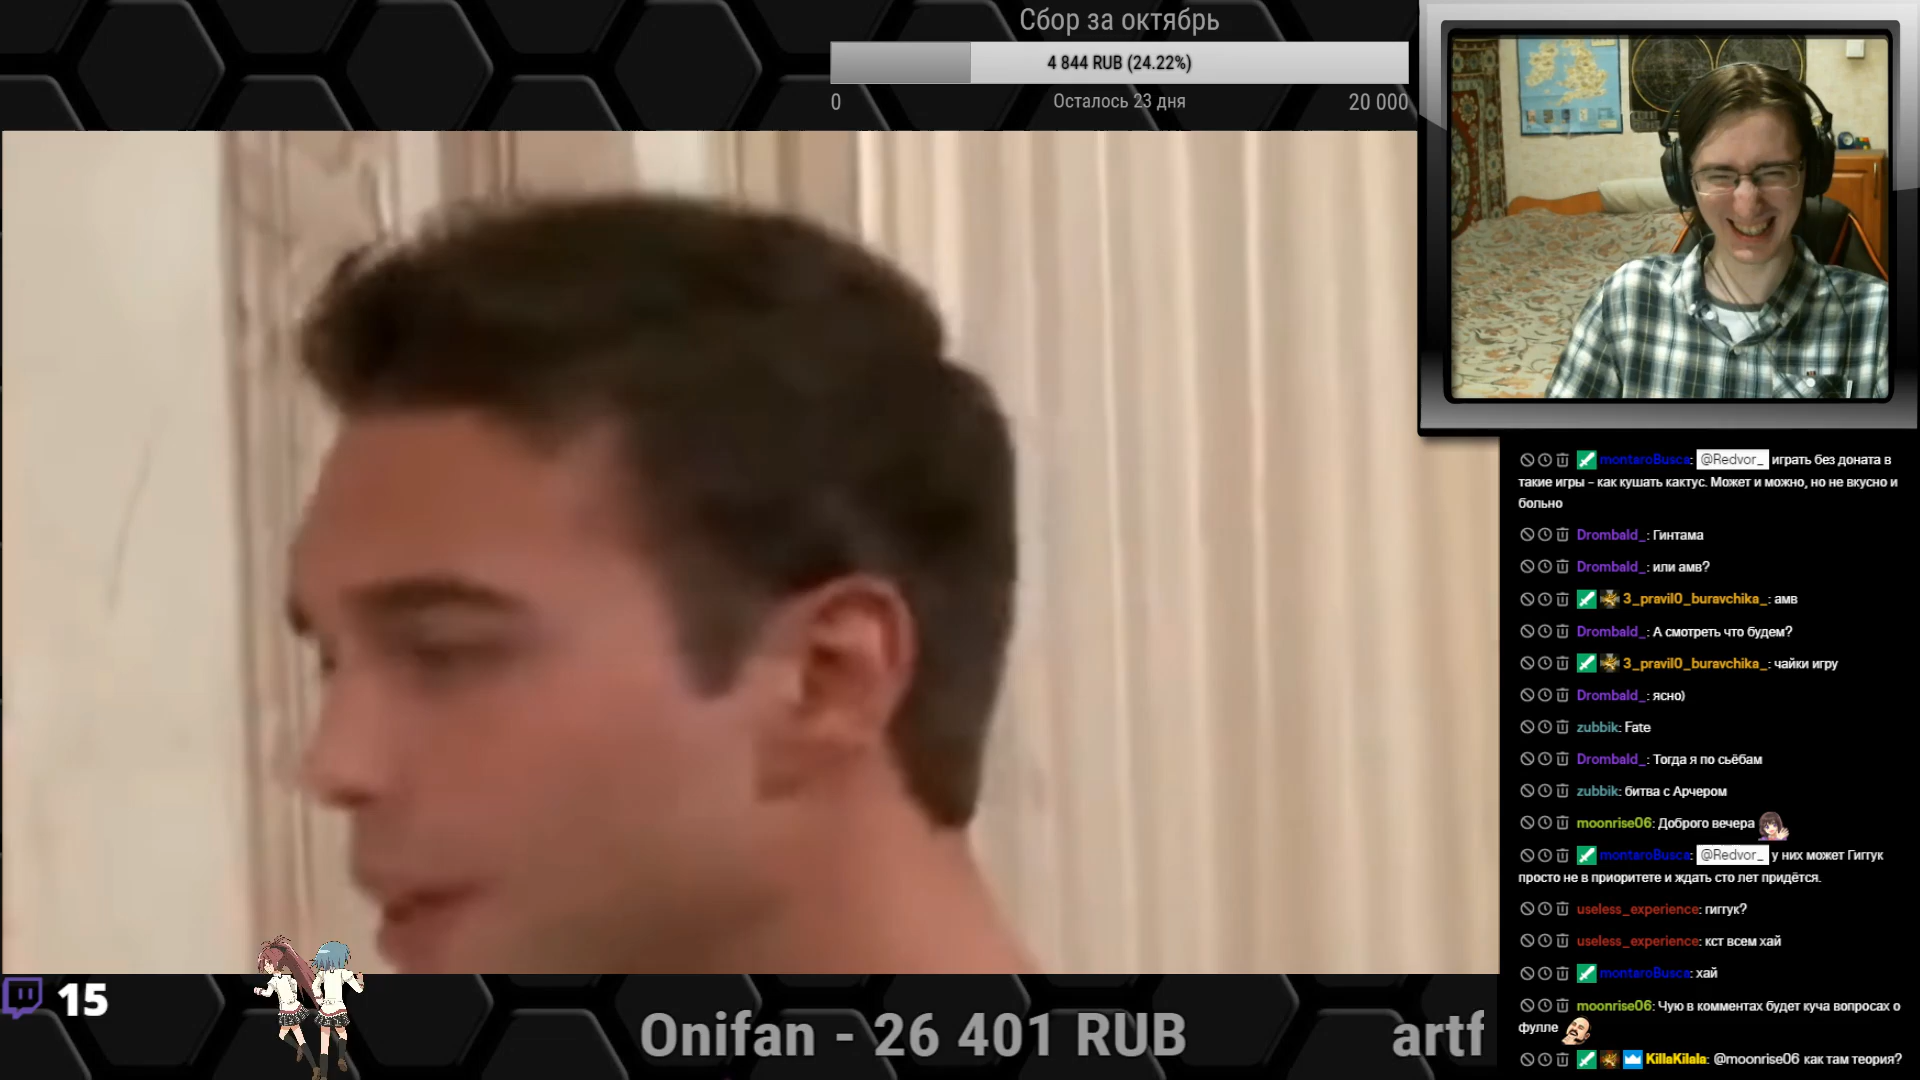 Сбор за октябрь
4 844 RUB (24.22%)
0
Осталось 23 дня
20 000
montaroBusca: @Redvor_ играть без доната в
такие игры - как кушать кактус. Может и можно, но не вкусно и
больно
Drombald_: Гинтама
Drombald_: или амв?
3_pravil0_buravchika_: амв
Drombald_: А смотреть что будем?
3_pravil0_buravchika_: чайки игру
Drombald_: ясно)
zubbik: Fate
Drombald_: Тогда я по сьёбам
zubbik: битва с Арчером
moonrise06: Доброго вечера
montaroBusca: @Redvor_ у них может Гиггук
просто не в приоритете и ждать сто лет придётся.
useless_experience: гиггук?
useless_experience: кст всем хай
montaroBusca: хай
moonrise06: Чую в комментах будет куча вопросах о
фулле
KillaKilala: @moonrise06 как там теория?
15
Onifan - 26 401 RUB
artf